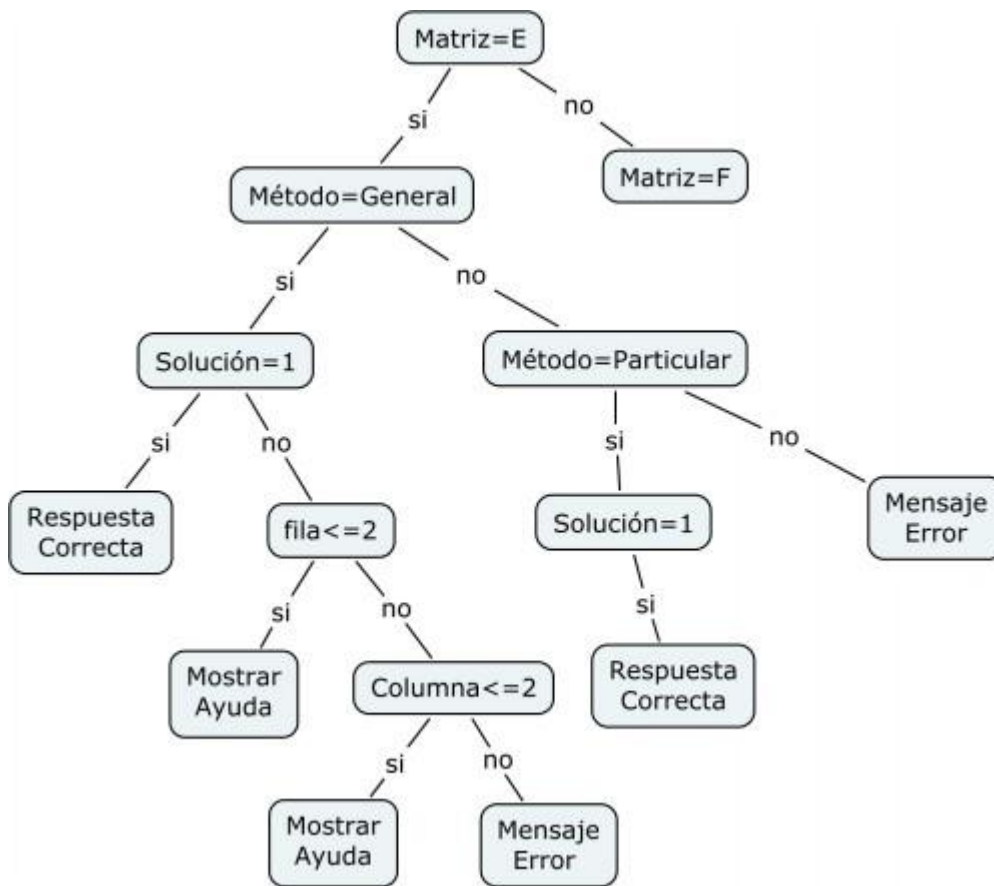 Matriz=E
si
no
Matriz=F
Método=General
si
no
Solución=1
Método=Particular
si
no
si
no
Respuesta
Correcta
fila<=2
Solución=1
Mensaje
Error
si
no
si
Mostrar
Ayuda
Columna<=2
Respuesta
Correcta
si
no
Mostrar
Ayuda
Mensaje
Error